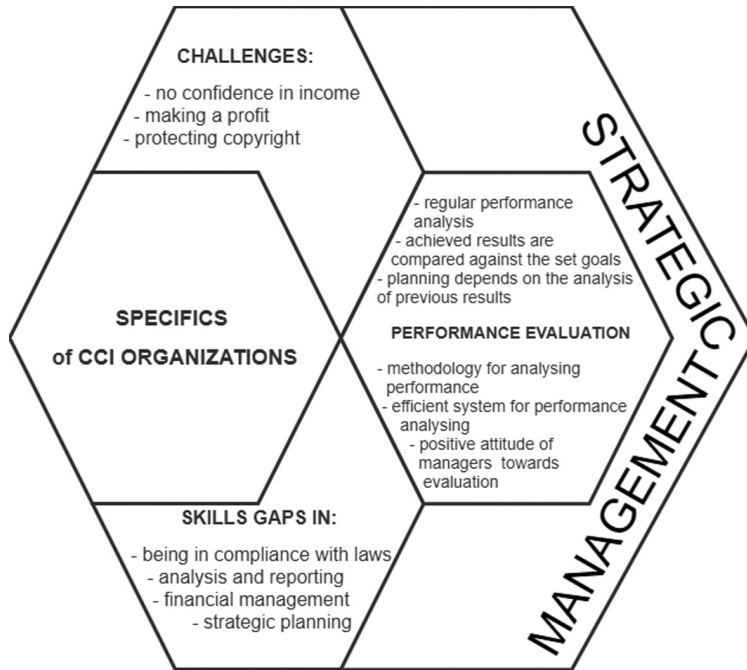 CHALLENGES:
- no confidence in income
- making a profit
- protecting copyright
SPECIFICS
of CCI ORGANIZATIONS
SKILLS GAPS IN:
- being in compliance with laws
- analysis and reporting
- financial management
- strategic planning
- regular performance
analysis
- achieved results are
compared against the set goals
- planning depends on the analysis
of previous results
PERFORMANCE EVALUATION
- methodology for analysing
performance
- efficient system for performance
analysing
- positive attitude of
managers towards
evaluation
STRATEGIC
MANAGEMENT